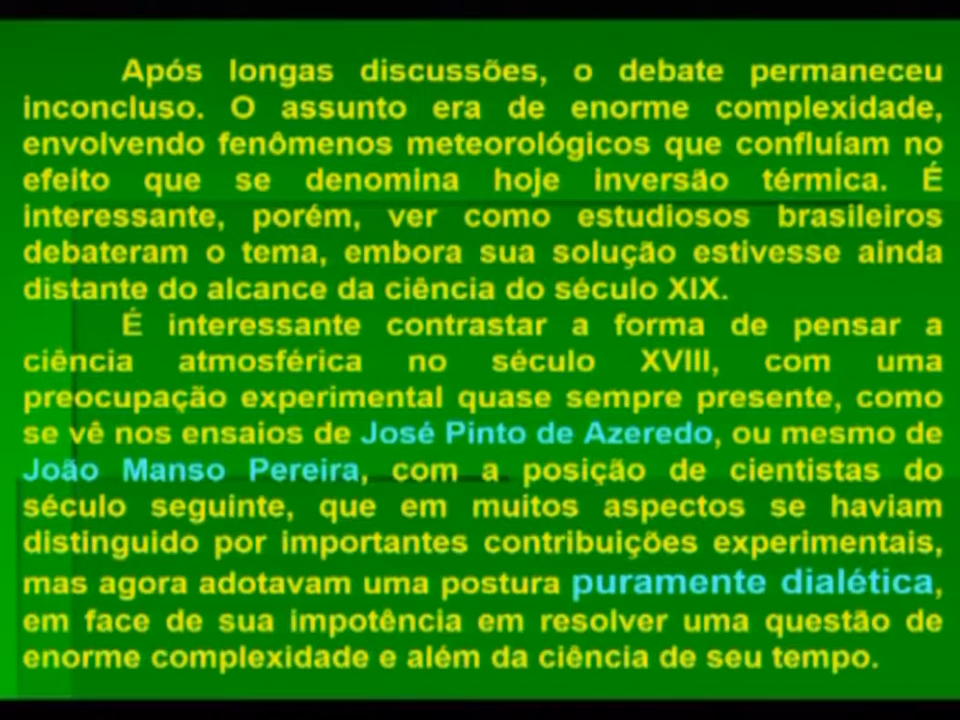 Após longas discussões, o debate permaneceu
inconcluso. O assunto era de enorme complexidade,
envolvendo fenômenos meteorológicos que confluíam no
efeito que se denomina hoje inversão térmica. É
interessante, porém, ver como estudiosos brasileiros
debateram o tema, embora sua solução estivesse ainda
distante do alcance da ciência do século XIX.
É interessante contrastar a forma de pensar a
ciência atmosférica no século XVIII, com uma
preocupação experimental quase sempre presente, como
se vê nos ensaios de José Pinto de Azeredo, ou mesmo de
João Manso Pereira, com a posição de cientistas do
século seguinte, que em muitos aspectos se haviam
distinguido por importantes contribuições experimentais,
mas agora adotavam uma postura puramente dialética,
em face de sua impotência em resolver uma questão de
enorme complexidade e além da ciência de seu tempo.